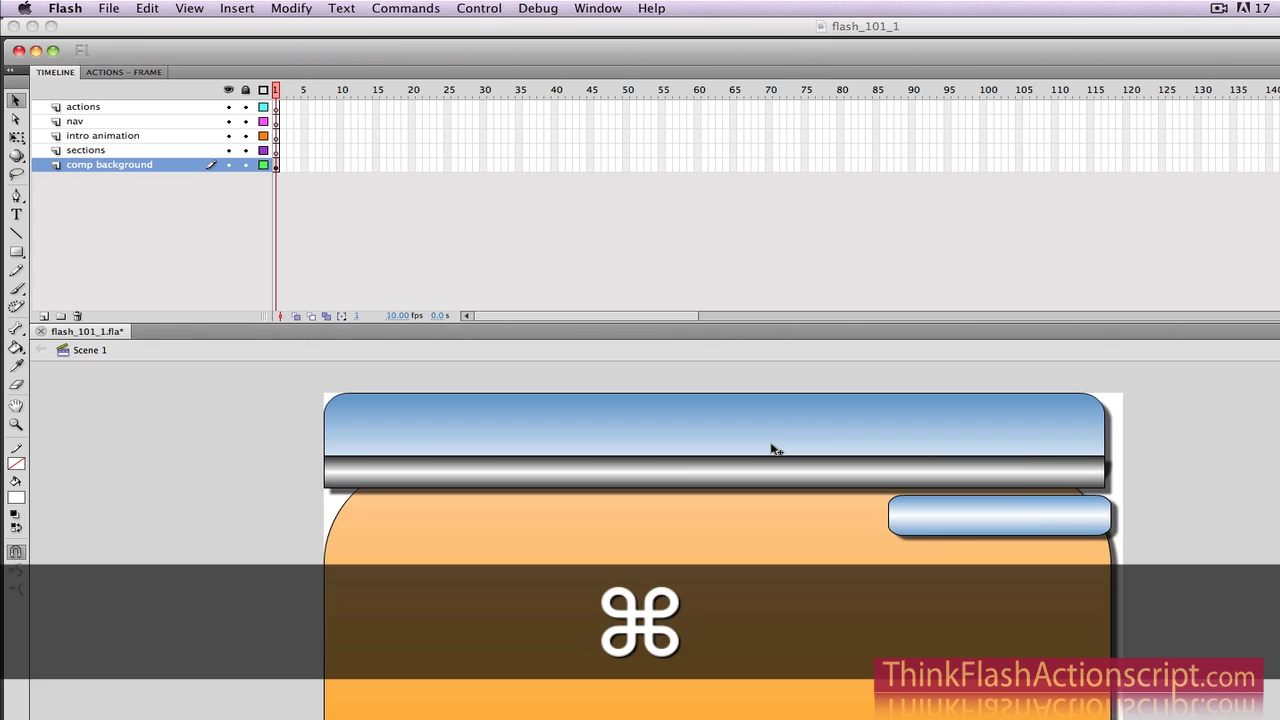 Flash File Edit View Insert Modify Text Commands Control Debug Window Help 17
flash_101_1
FL
TIMELINE ACTIONS - FRAME
1 5 10 15 20 25 30 35 40 45 50 55 60 65 70 75 80 85 90 95 100 105 110 115 120 125 130 135 140
actions
nav
intro animation
sections
comp background
1 10.00 fps 0.0 s
flash_101_1.fla*
Scene 1
⌘
ThinkFlashActionscript.com